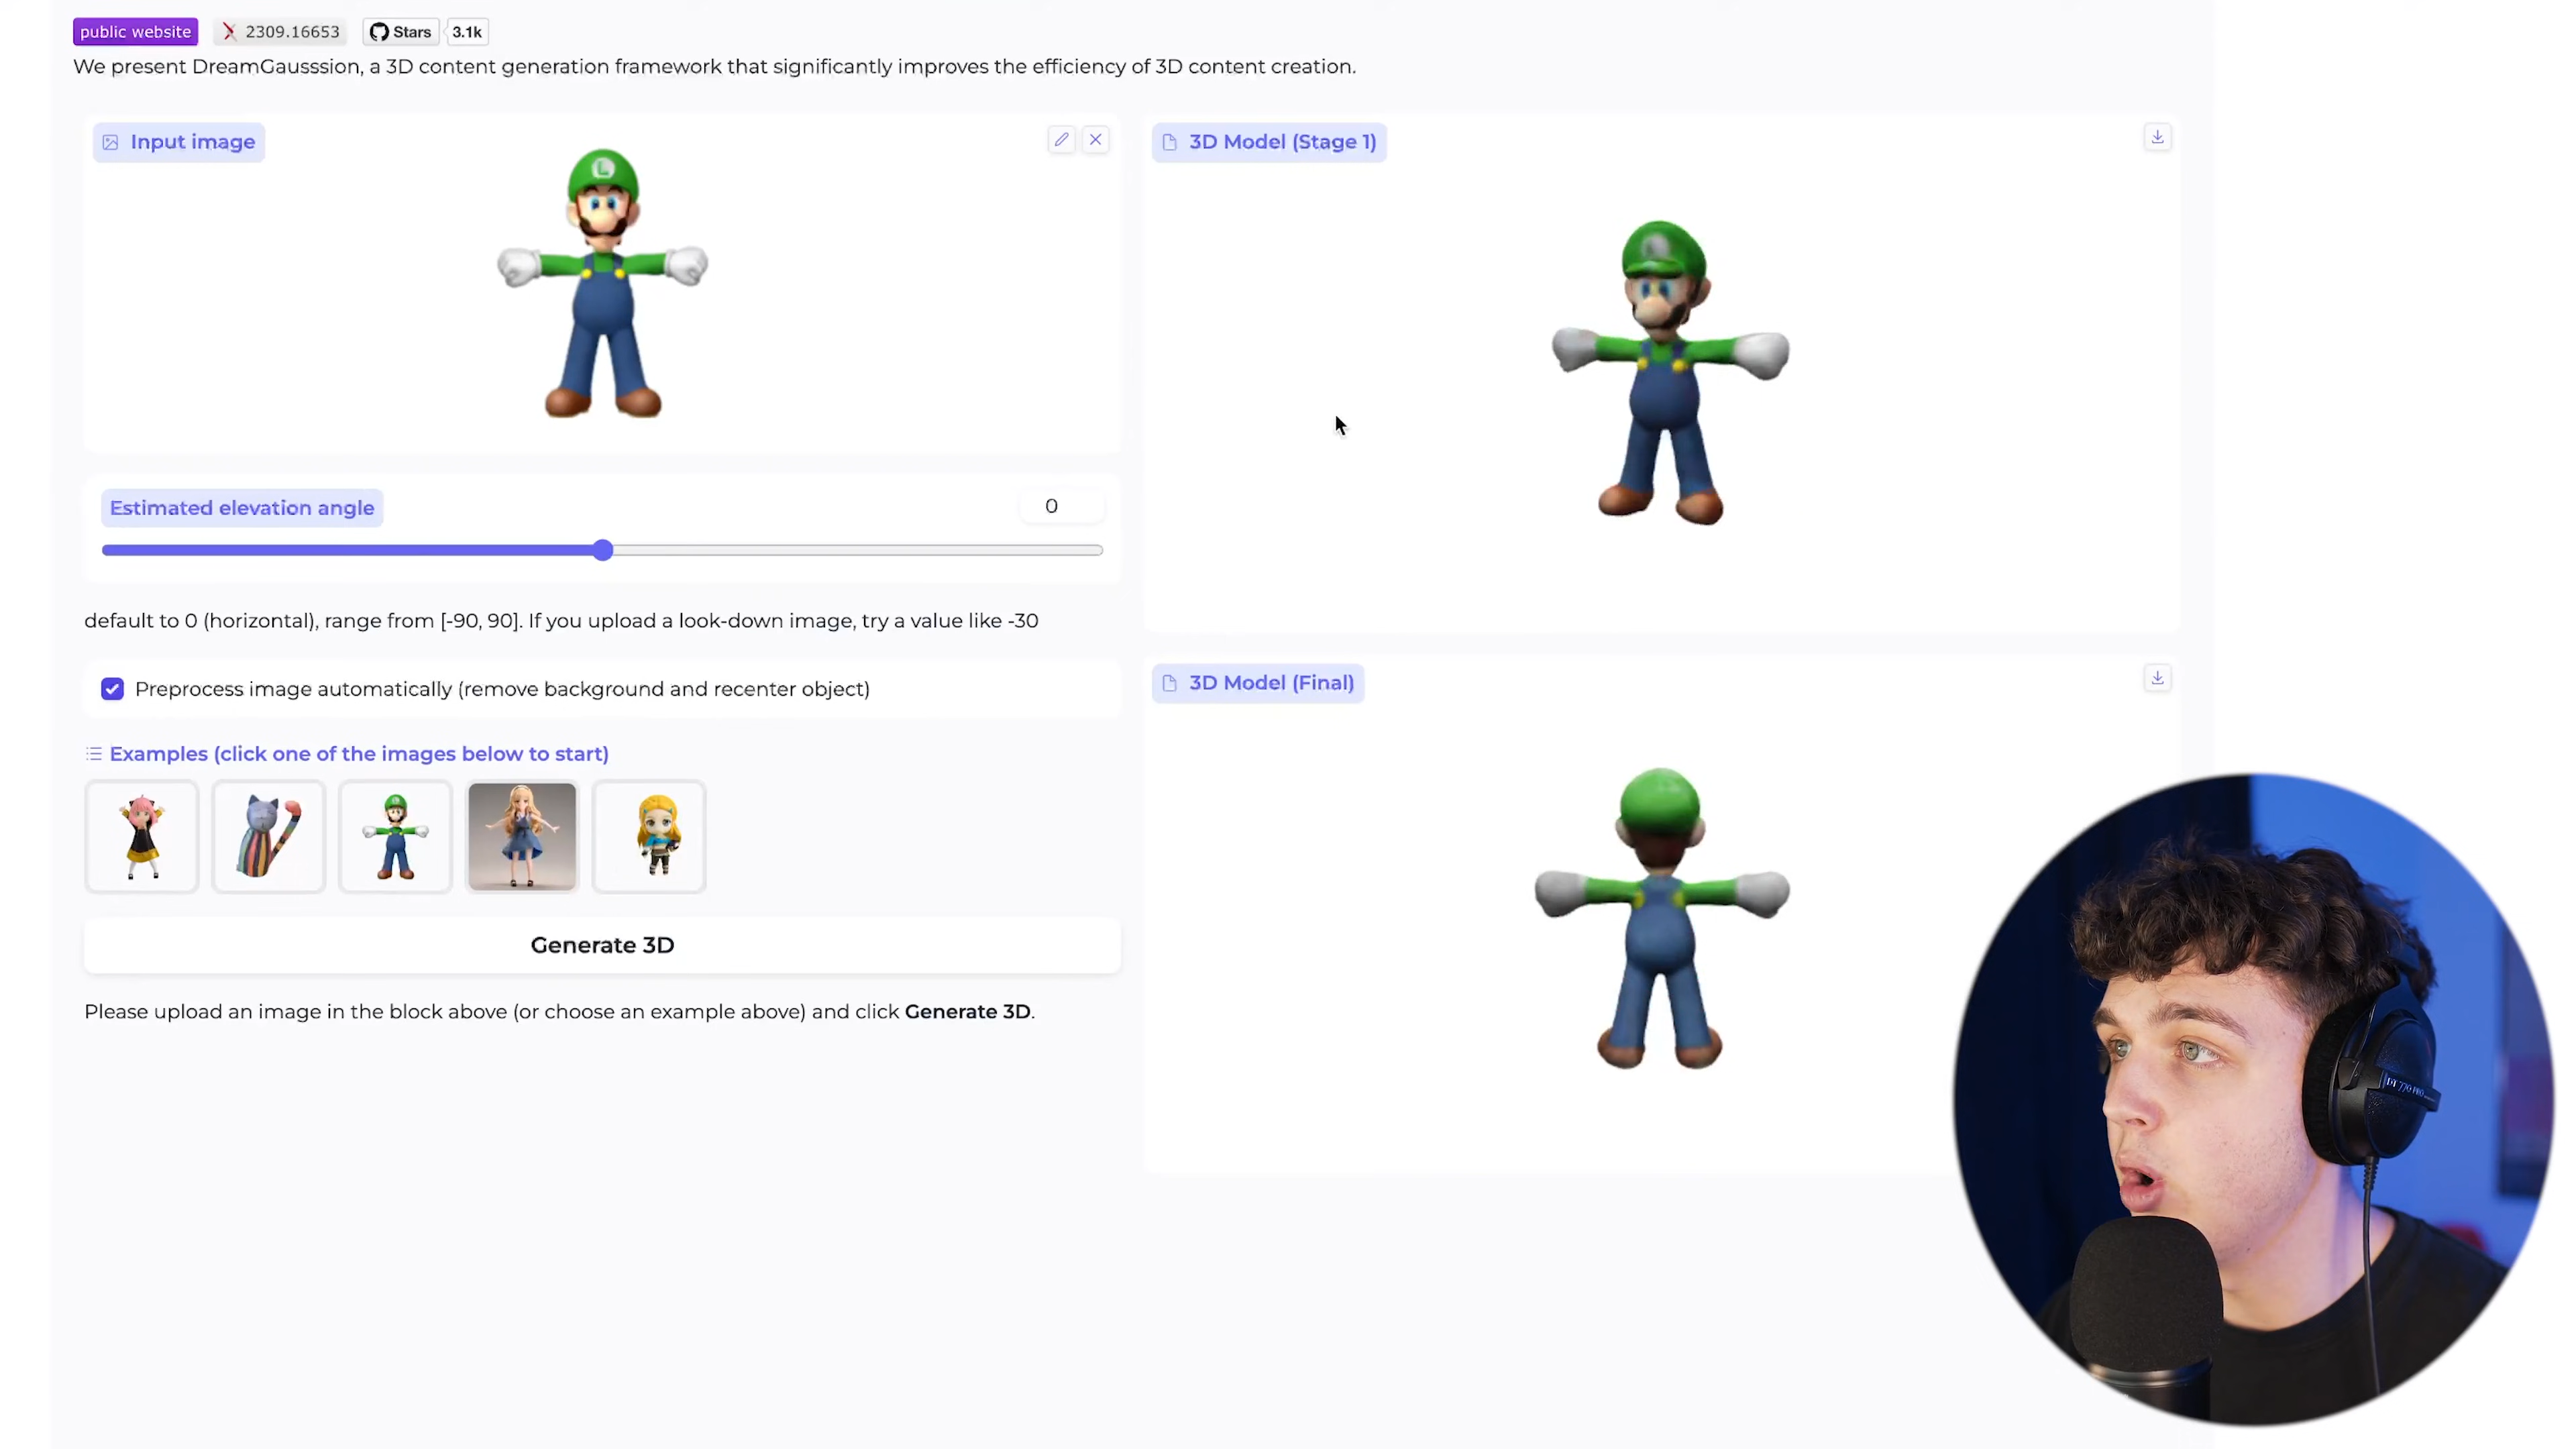 public website
2309.16653
Stars
3.1k
We present DreamGausssion, a 3D content generation framework that significantly improves the efficiency of 3D content creation.
Input image
L
Estimated elevation angle
0
default to 0 (horizontal), range from [-90, 90]. If you upload a look-down image, try a value like -30
Preprocess image automatically (remove background and recenter object)
Examples (click one of the images below to start)
Generate 3D
Please upload an image in the block above (or choose an example above) and click Generate 3D.
3D Model (Stage 1)
3D Model (Final)
DT 770 PRO